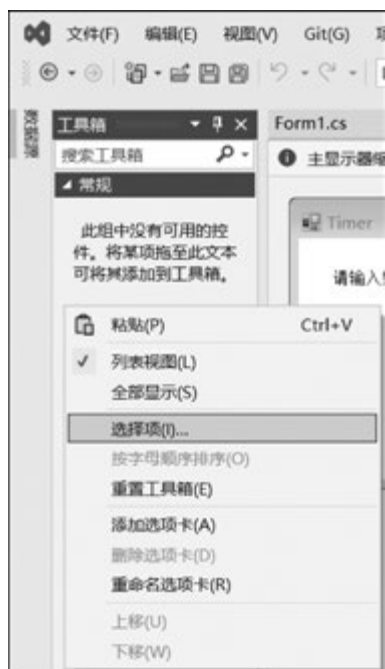 文件(F) 编辑(E) 视图(V) Git(G)
数据源
工具箱
Form1.cs
搜索工具箱
主显示器缩
常规
Timer
此组中没有可用的控
件。将某项拖至此文本
可将其添加到工具箱。
请输入
粘贴(P) Ctrl+V
列表视图(L)
全部显示(S)
选择项(I)...
按字母顺序排序(O)
重置工具箱(E)
添加选项卡(A)
删除选项卡(D)
重命名选项卡(R)
上移(U)
下移(W)